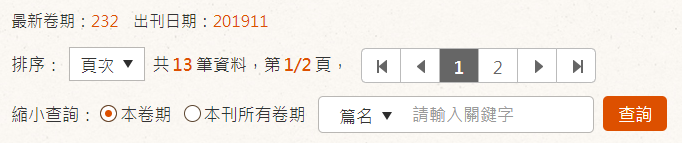 最新卷期：232 出刊日期：201911
排序： 頁次 共 13 筆資料，第 1/2 頁， 1 2
縮小查詢： 本卷期 本刊所有卷期 篇名 請輸入關鍵字 查詢